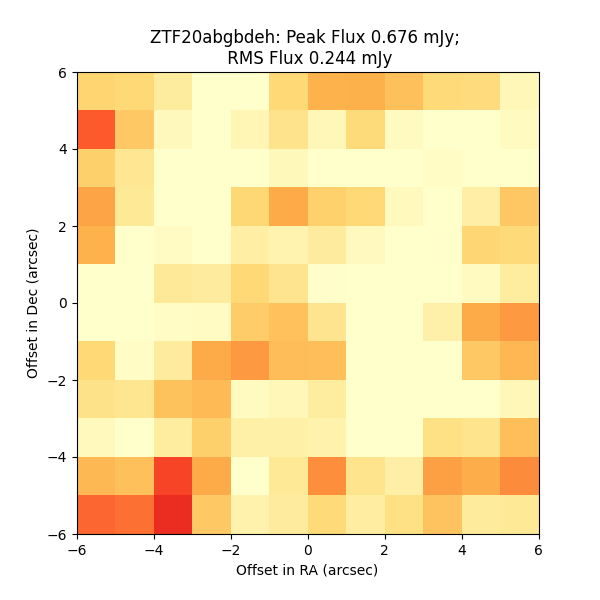 ZTF20abgbdeh: Peak Flux 0.676 mJy;
RMS Flux 0.244 mJy
6
4
2
0
−2
−4
−6
Offset in Dec (arcsec)
−6 −4 −2 0 2 4 6
Offset in RA (arcsec)